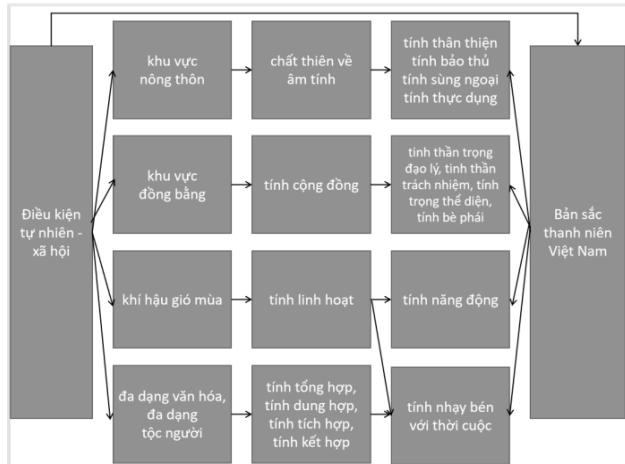 Điều kiện
tự nhiên -
xã hội
khu vực
nông thôn
chất thiên về
âm tính
tính thân thiện
tính bảo thủ
tính sùng ngoại
tính thực dụng
khu vực
đồng bằng
tính cộng đồng
tinh thần trọng
đạo lý, tinh thần
trách nhiệm, tính
trọng thể diện,
tính bè phái
khí hậu gió mùa
tính linh hoạt
tính năng động
đa dạng văn hóa,
đa dạng
tộc người
tính tổng hợp,
tính dung hợp,
tính tích hợp,
tính kết hợp
tính nhạy bén
với thời cuộc
Bản sắc
thanh niên
Việt Nam